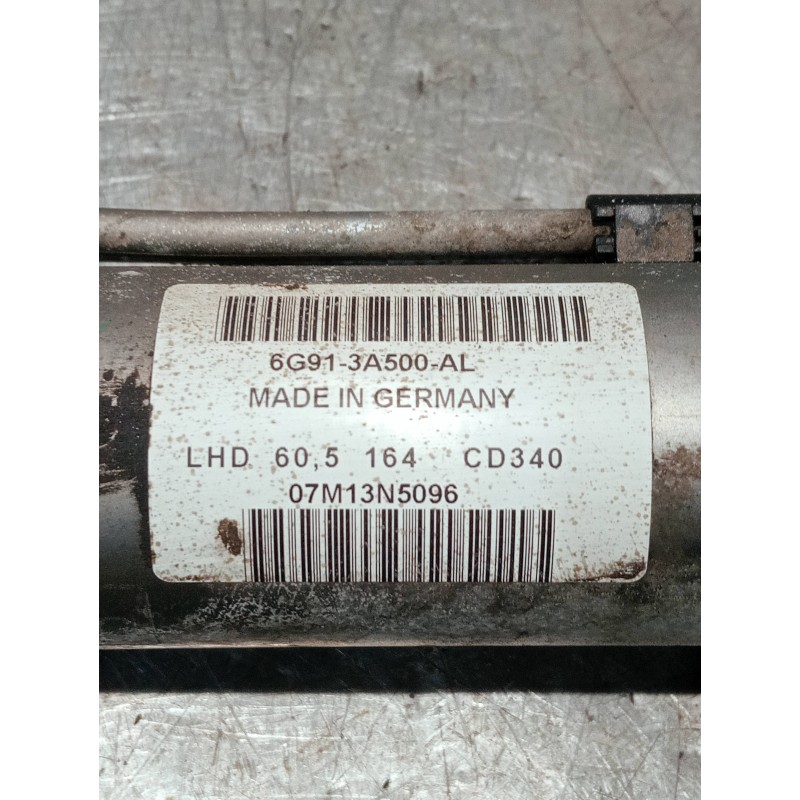 6G91-3A500-AL
MADE IN GERMANY
LHD 60,5 164 CD340
07M13N5096